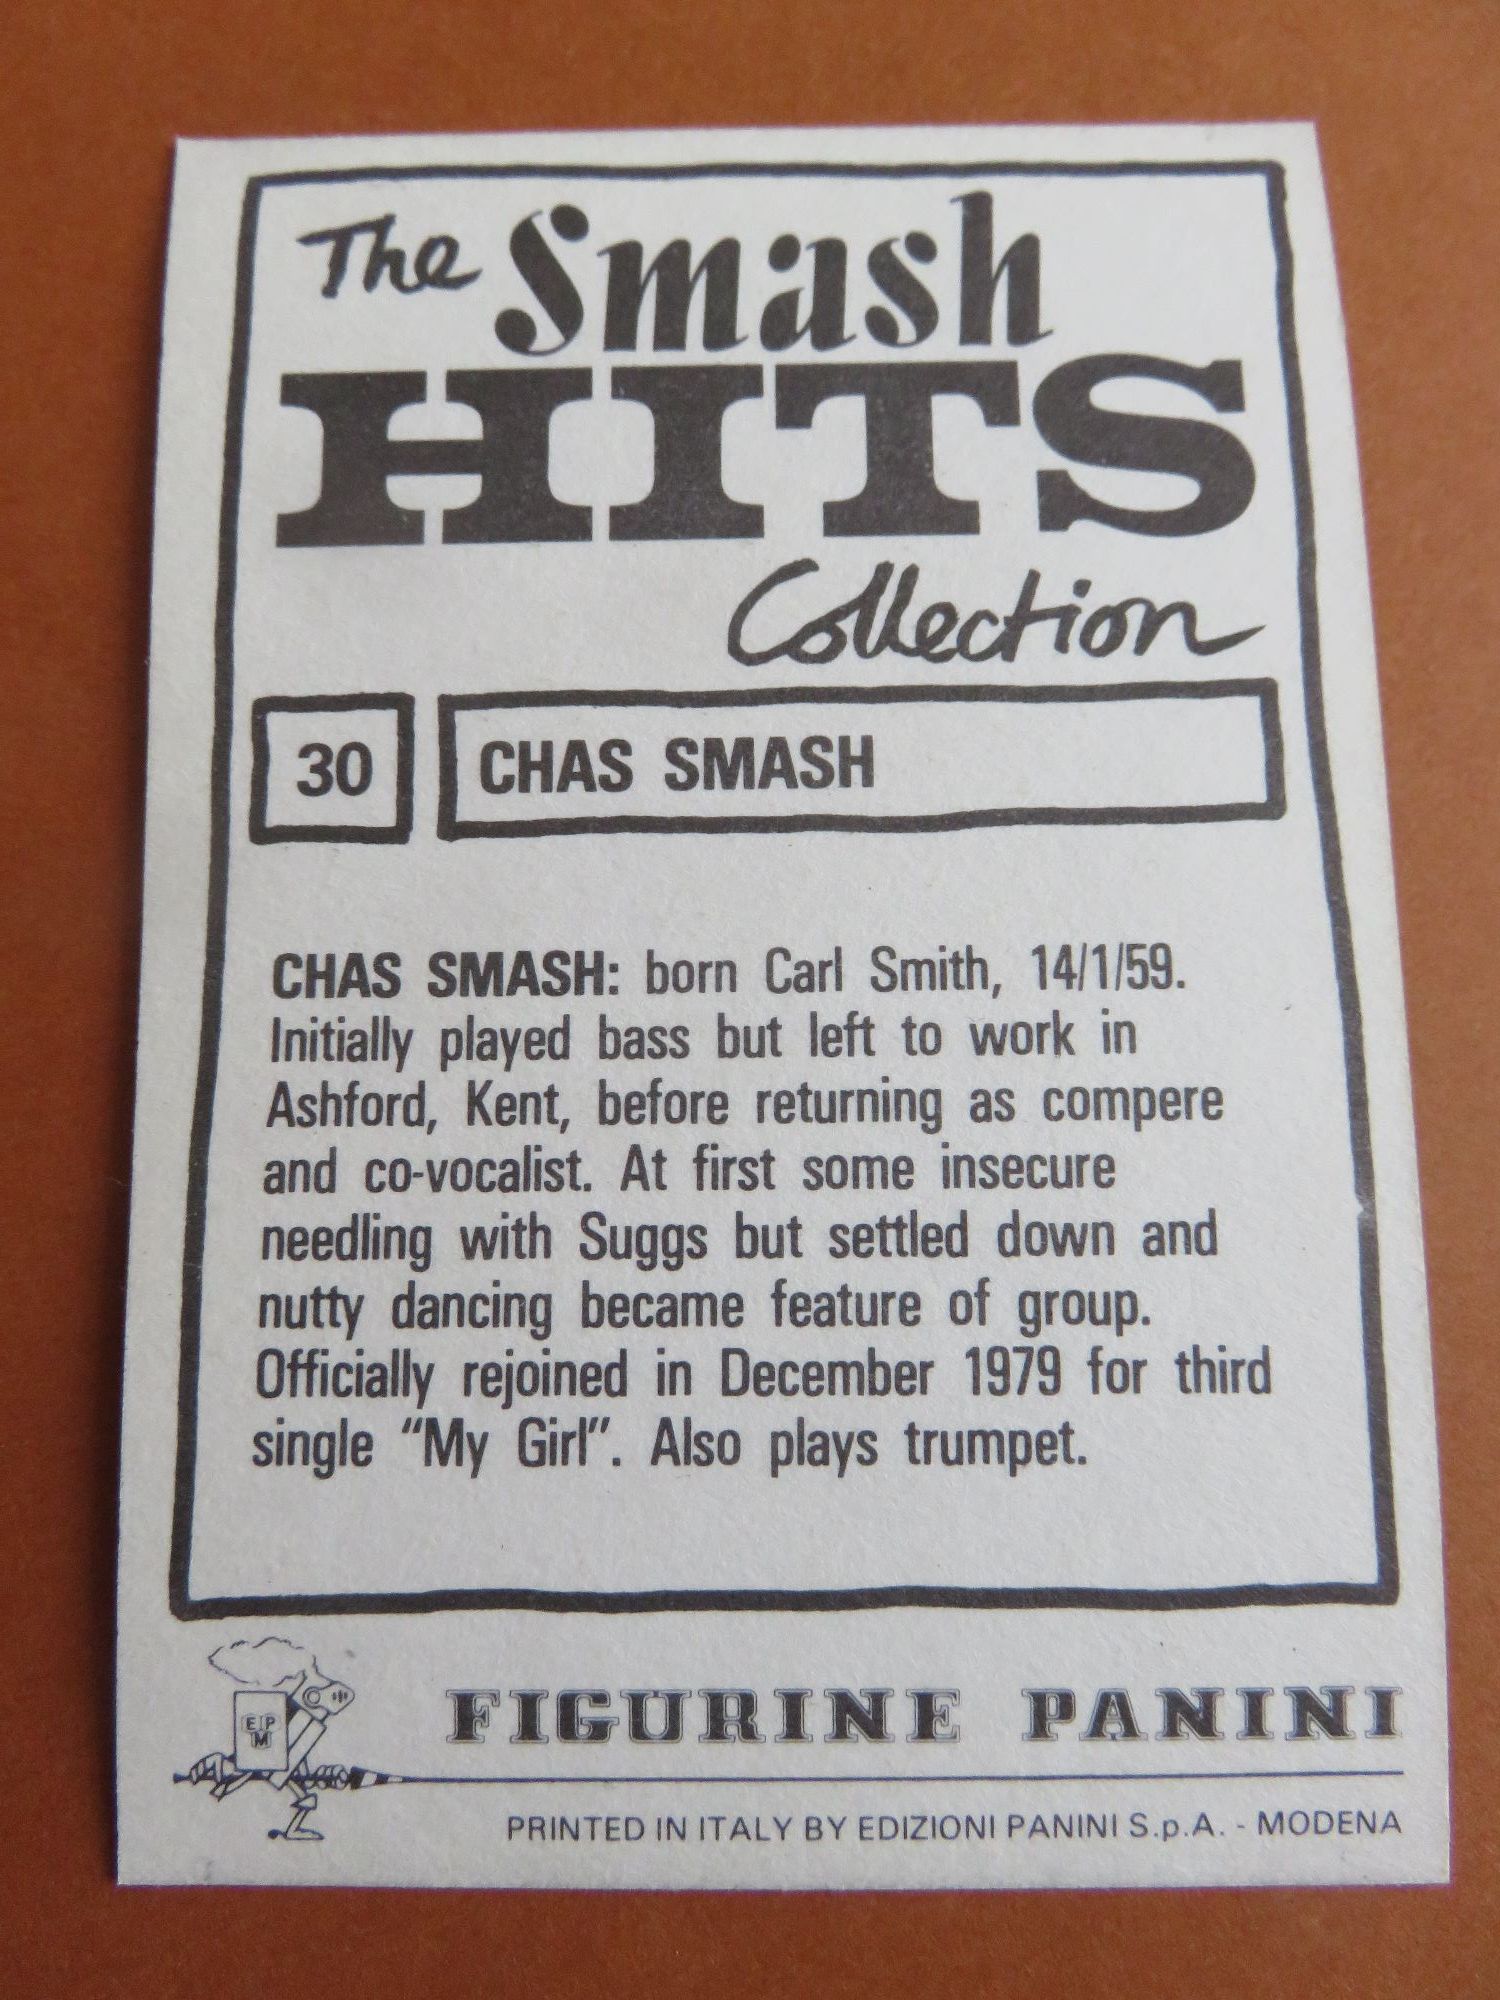 The Smash
HITS
Collection
30 CHAS SMASH
CHAS SMASH: born Carl Smith, 14/1/59.
Initially played bass but left to work in
Ashford, Kent, before returning as compere
and co-vocalist. At first some insecure
needling with Suggs but settled down and
nutty dancing became feature of group.
Officially rejoined in December 1979 for third
single “My Girl”. Also plays trumpet.
EP
M
FIGURINE PANINI
PRINTED IN ITALY BY EDIZIONI PANINI S.p.A. - MODENA